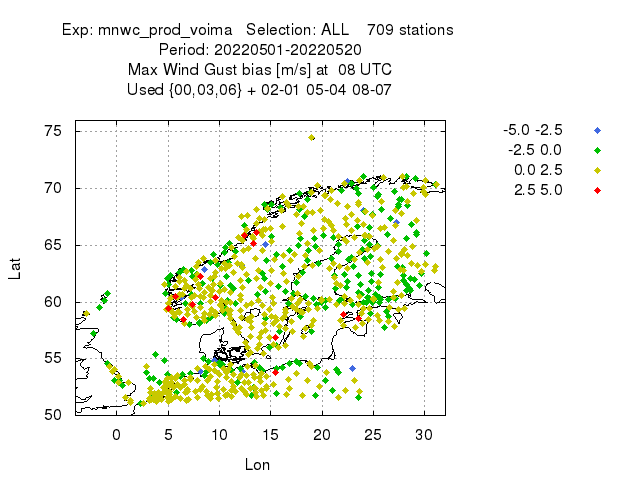 Exp: mnwc_prod_voima   Selection: ALL    709 stations
Period: 20220501-20220520
Max Wind Gust bias [m/s] at  08 UTC
Used {00,03,06} + 02-01 05-04 08-07
-5.0 -2.5
-2.5 0.0
0.0 2.5
2.5 5.0
75
70
65
60
55
50
Lat
0 5 10 15 20 25 30
Lon